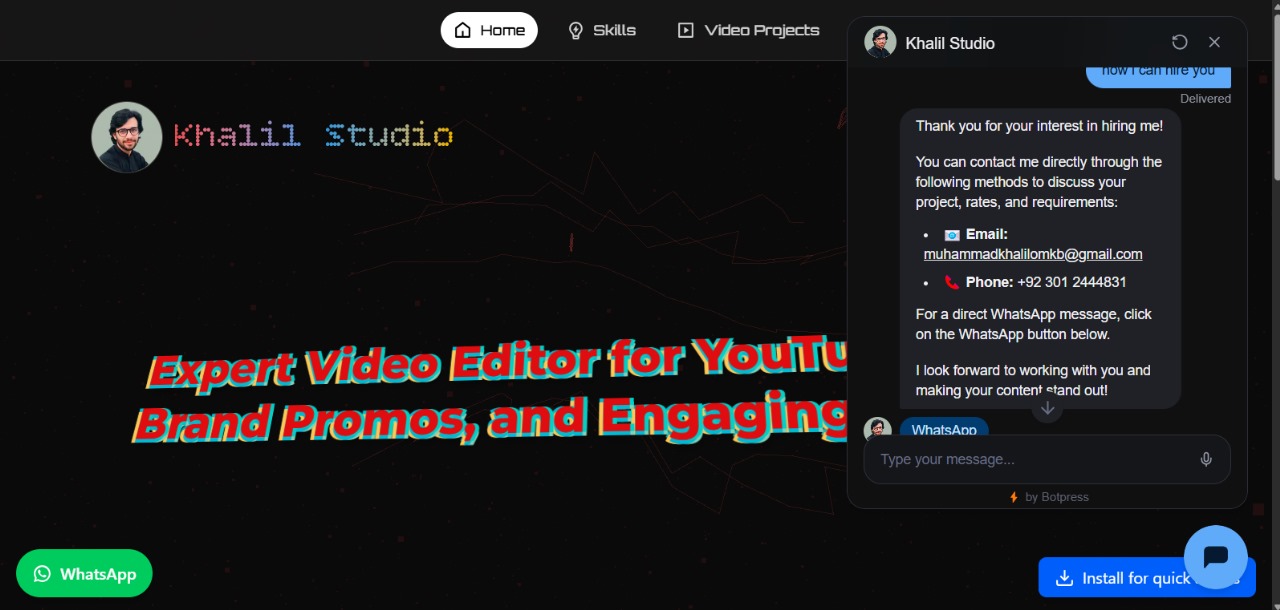 Home
Skills
Video Projects
Khalil Studio
Khalil Studio
how I can hire you
Delivered
Thank you for your interest in hiring me!
You can contact me directly through the
following methods to discuss your
project, rates, and requirements:
Email:
muhammadkhalilomkb@gmail.com
Phone: +92 301 2444831
For a direct WhatsApp message, click
on the WhatsApp button below.
I look forward to working with you and
making your content stand out!
WhatsApp
Type your message...
by Botpress
Expert Video Editor for YouTu
Brand Promos, and Engaging
WhatsApp
Install for quick